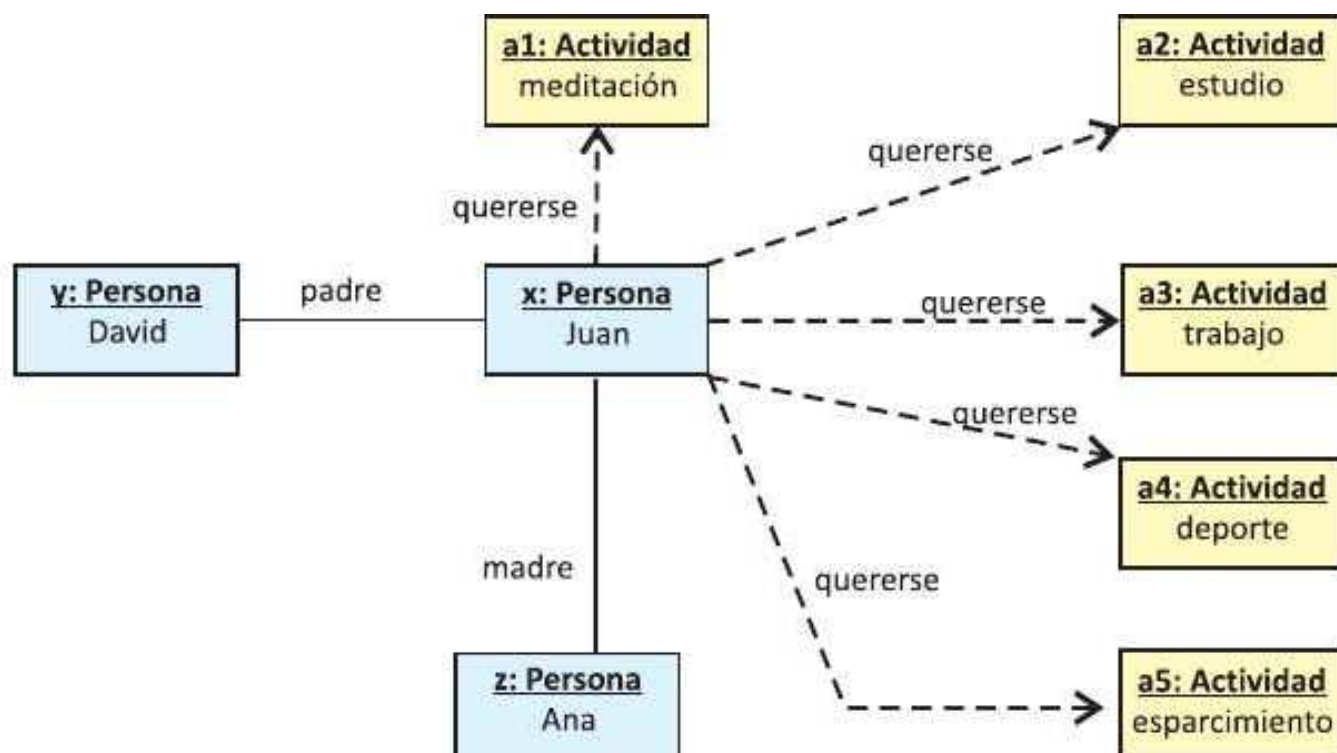 a1: Actividad
meditación
a2: Actividad
estudio
quererse
quererse
y: Persona
David
padre
x: Persona
Juan
quererse
a3: Actividad
trabajo
quererse
a4: Actividad
deporte
madre
quererse
z: Persona
Ana
a5: Actividad
esparcimiento